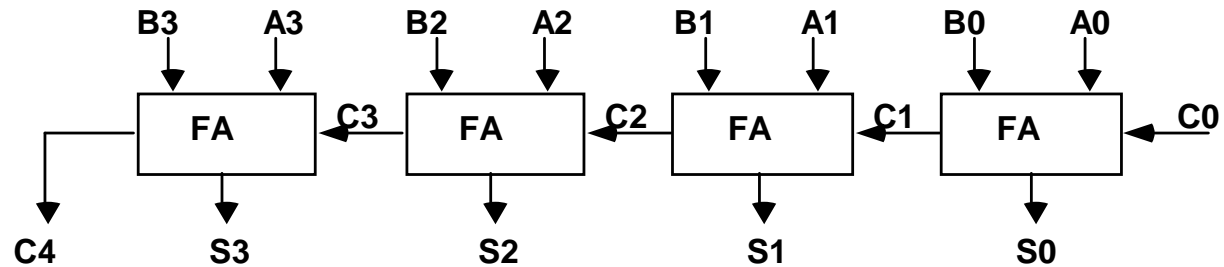 B3 A3 B2 A2 B1 A1 B0 A0
FA C3 FA C2 FA C1 FA C0
C4 S3 S2 S1 S0